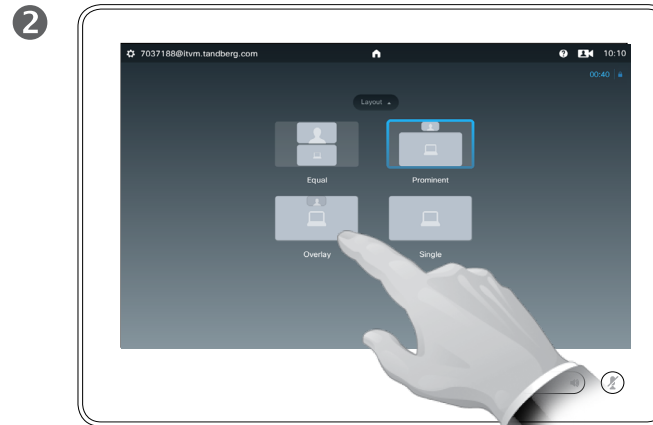 2
7037188@itvm.tandberg.com
10:10
00:40
Layout
Equal
Prominent
Overlay
Single